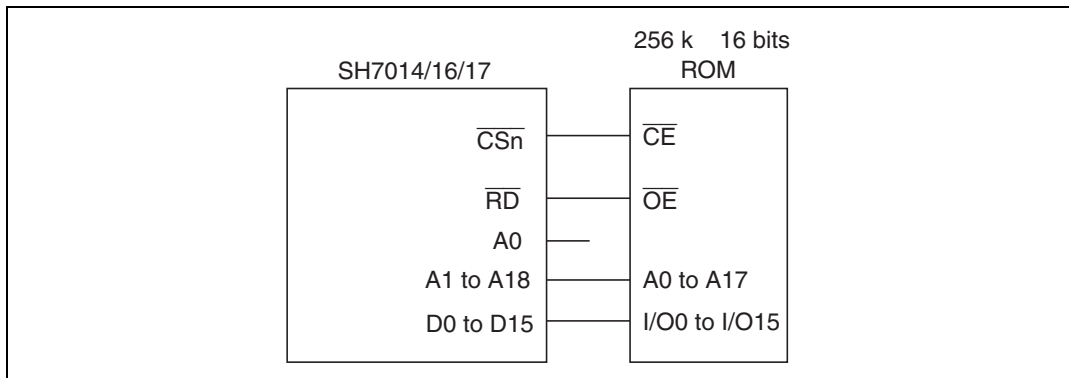 256 k 16 bits
SH7014/16/17
ROM
CSn
CE
RD
OE
A0
A1 to A18
A0 to A17
D0 to D15
I/O0 to I/O15